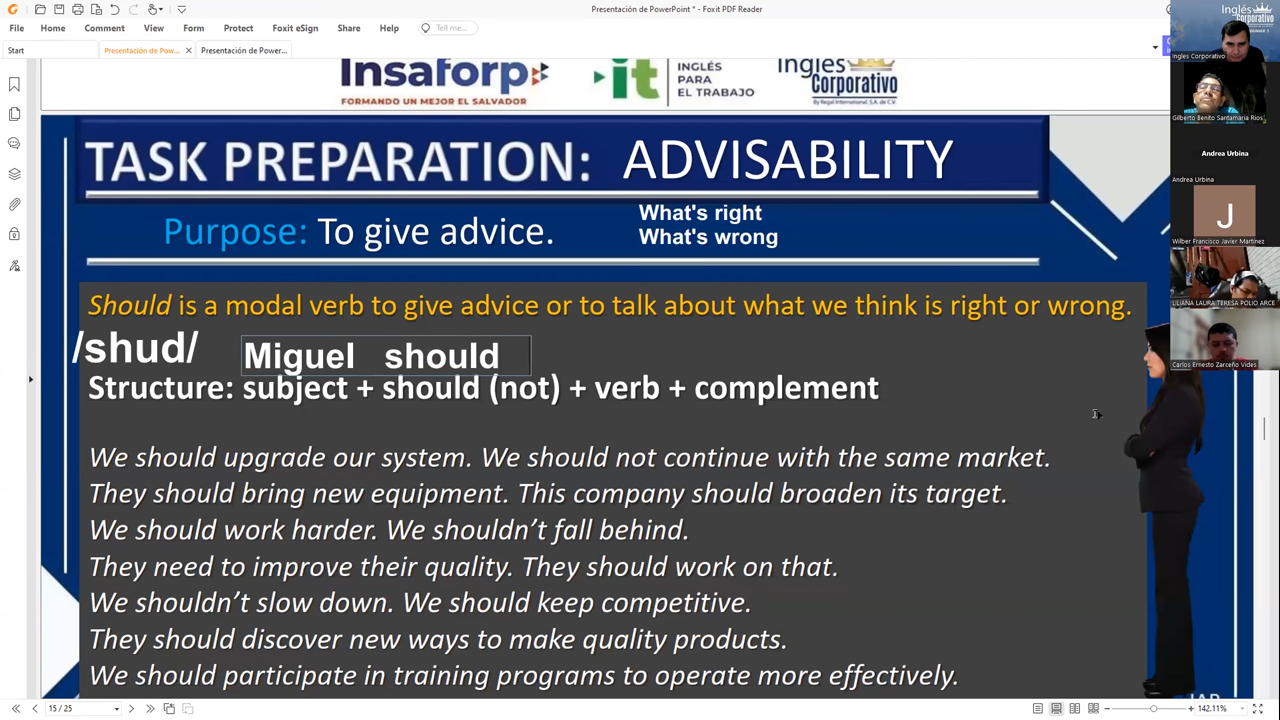 Presentación de PowerPoint * - Foxit PDF Reader
File Home Comment View Form Protect Foxit eSign Share Help Tell me...
Start Presentación de Pow... Presentación de Power...
Insaforp
FORMANDO UN MEJOR EL SALVADOR
it
INGLÉS
PARA
EL TRABAJO
Inglés
Corporativo
By Regal International, S.A. de C.V.
TASK PREPARATION: ADVISABILITY
Purpose: To give advice.
What's right
What's wrong
Should is a modal verb to give advice or to talk about what we think is right or wrong.
/shud/ Miguel should
Structure: subject + should (not) + verb + complement
We should upgrade our system. We should not continue with the same market.
They should bring new equipment. This company should broaden its target.
We should work harder. We shouldn't fall behind.
They need to improve their quality. They should work on that.
We shouldn't slow down. We should keep competitive.
They should discover new ways to make quality products.
We should participate in training programs to operate more effectively.
15 / 25
142.11%
Inglés
Corporativo
Ingles Corporativo
Gilberto Benito Santamaria Rios
Andrea Urbina
Andrea Urbina
J
Wilber Francisco Javier Martínez
LILIANA LAURA TERESA POLIO ARCE
Carlos Ernesto Zarceño Vides